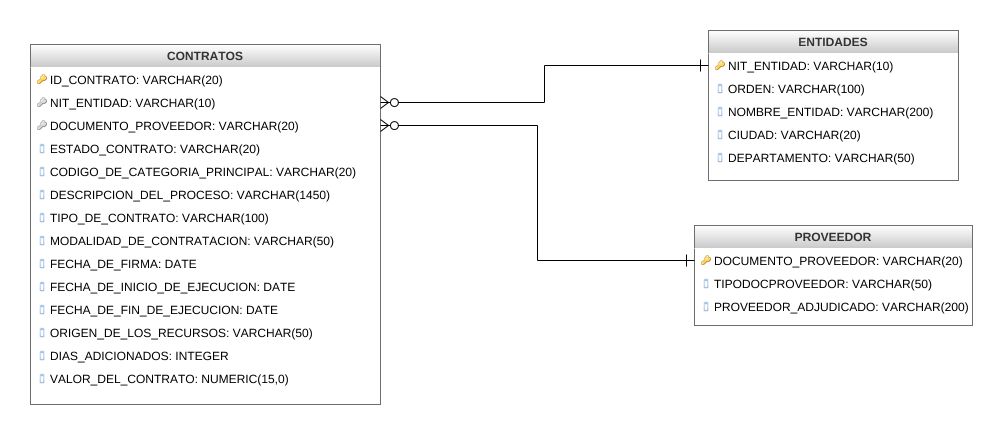 CONTRATOS
ID_CONTRATO: VARCHAR(20)
NIT_ENTIDAD: VARCHAR(10)
DOCUMENTO_PROVEEDOR: VARCHAR(20)
ESTADO_CONTRATO: VARCHAR(20)
CODIGO_DE_CATEGORIA_PRINCIPAL: VARCHAR(20)
DESCRIPCION_DEL_PROCESO: VARCHAR(1450)
TIPO_DE_CONTRATO: VARCHAR(100)
MODALIDAD_DE_CONTRATACION: VARCHAR(50)
FECHA_DE_FIRMA: DATE
FECHA_DE_INICIO_DE_EJECUCION: DATE
FECHA_DE_FIN_DE_EJECUCION: DATE
ORIGEN_DE_LOS_RECURSOS: VARCHAR(50)
DIAS_ADICIONADOS: INTEGER
VALOR_DEL_CONTRATO: NUMERIC(15,0)
ENTIDADES
NIT_ENTIDAD: VARCHAR(10)
ORDEN: VARCHAR(100)
NOMBRE_ENTIDAD: VARCHAR(200)
CIUDAD: VARCHAR(20)
DEPARTAMENTO: VARCHAR(50)
PROVEEDOR
DOCUMENTO_PROVEEDOR: VARCHAR(20)
TIPODOCPROVEEDOR: VARCHAR(50)
PROVEEDOR_ADJUDICADO: VARCHAR(200)